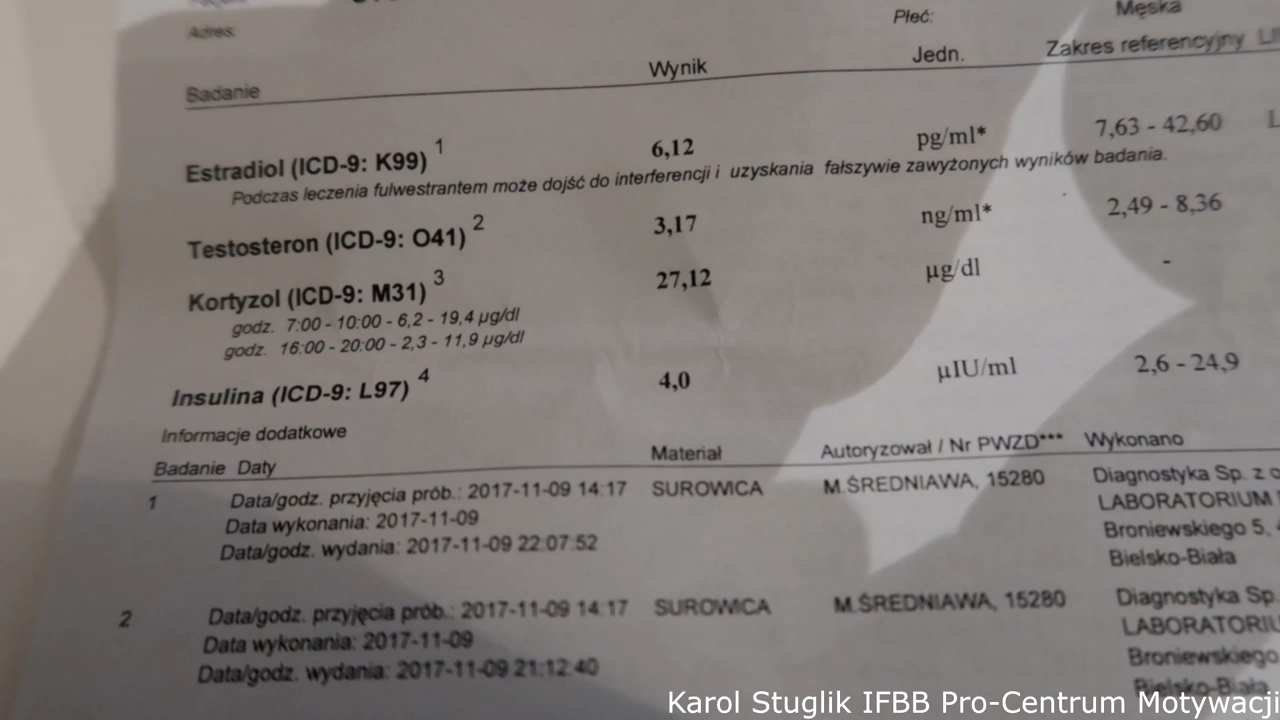 Adres:
Płeć: Męska
Badanie Wynik Jedn. Zakres referencyjny
Estradiol (ICD-9: K99) 1 6,12 pg/ml* 7,63 - 42,60 L
Podczas leczenia fulwestrantem może dojść do interferencji i uzyskania fałszywie zawyżonych wyników badania.
Testosteron (ICD-9: O41) 2 3,17 ng/ml* 2,49 - 8,36
Kortyzol (ICD-9: M31) 3 27,12 µg/dl -
godz. 7:00 - 10:00 - 6,2 - 19,4 µg/dl
godz. 16:00 - 20:00 - 2,3 - 11,9 µg/dl
Insulina (ICD-9: L97) 4 4,0 µIU/ml 2,6 - 24,9
Informacje dodatkowe
Badanie Daty Materiał Autoryzował / Nr PWZD*** Wykonano
1 Data/godz. przyjęcia prób.: 2017-11-09 14:17 SUROWICA M.ŚREDNIAWA, 15280 Diagnostyka Sp. z o
Data wykonania: 2017-11-09 LABORATORIUM
Data/godz. wydania: 2017-11-09 22:07:52 Broniewskiego 5,
Bielsko-Biała
2 Data/godz. przyjęcia prób.: 2017-11-09 14:17 SUROWICA M.ŚREDNIAWA, 15280 Diagnostyka Sp.
Data wykonania: 2017-11-09 LABORATORIU
Data/godz. wydania: 2017-11-09 21:12:40 Broniewskiego
Bielsko-Biała
Karol Stuglik IFBB Pro-Centrum Motywacji